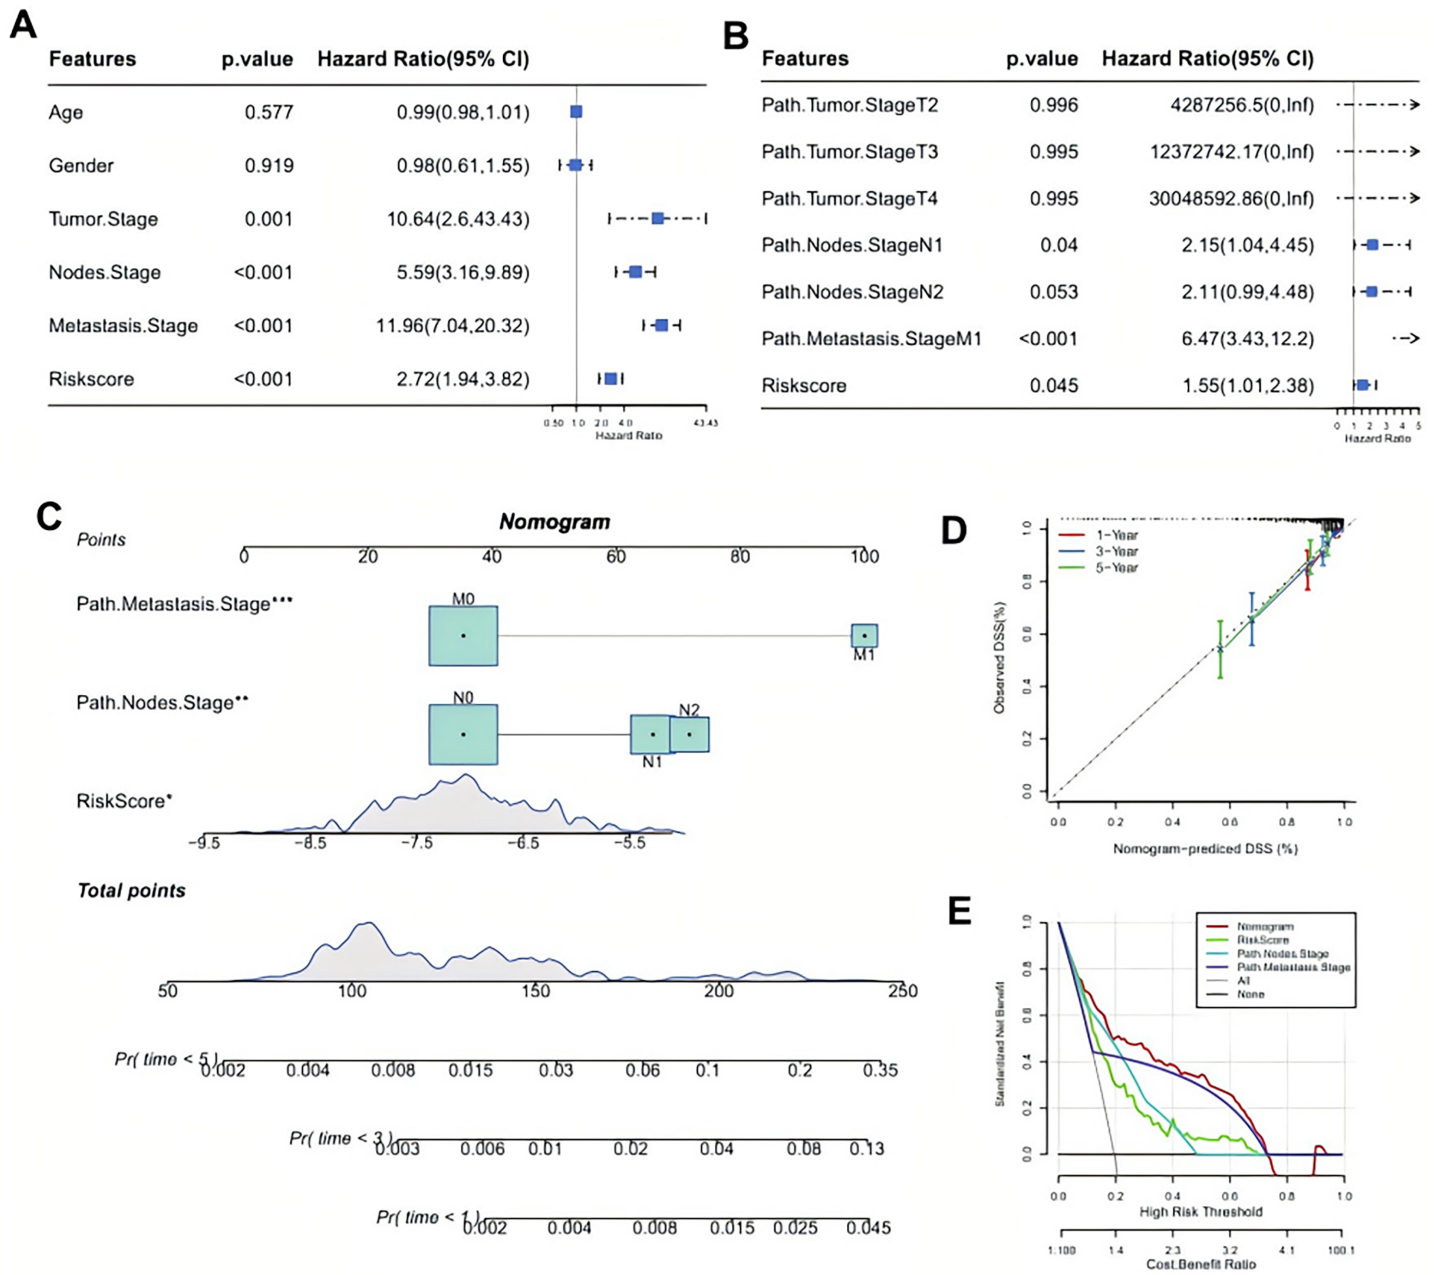 A
Features p.value Hazard Ratio(95% CI)
Age 0.577 0.99(0.98,1.01)
Gender 0.919 0.98(0.61,1.55)
Tumor.Stage 0.001 10.64(2.6,43.43)
Nodes.Stage <0.001 5.59(3.16,9.89)
Metastasis.Stage <0.001 11.96(7.04,20.32)
Riskscore <0.001 2.72(1.94,3.82)
0.50 1.0 2.0 4.0 43.43
Hazard Ratio
B
Features p.value Hazard Ratio(95% CI)
Path.Tumor.StageT2 0.996 4287256.5(0,Inf)
Path.Tumor.StageT3 0.995 12372742.17(0,Inf)
Path.Tumor.StageT4 0.995 30048592.86(0,Inf)
Path.Nodes.StageN1 0.04 2.15(1.04,4.45)
Path.Nodes.StageN2 0.053 2.11(0.99,4.48)
Path.Metastasis.StageM1 <0.001 6.47(3.43,12.2)
Riskscore 0.045 1.55(1.01,2.38)
0 1 2 3 4 5
Hazard Ratio
C
Nomogram
Points
0 20 40 60 80 100
Path.Metastasis.Stage***
M0
M1
Path.Nodes.Stage**
N0
N1
N2
RiskScore*
−9.5 −8.5 −7.5 −6.5 −5.5
Total points
50 100 150 200 250
Pr( time < 5 )
0.002 0.004 0.008 0.015 0.03 0.06 0.1 0.2 0.35
Pr( time < 3 )
0.003 0.006 0.01 0.02 0.04 0.08 0.13
Pr( time < 1 )
0.002 0.004 0.008 0.015 0.025 0.045
D
1−Year
3−Year
5−Year
Observed DSS(%)
0.0 0.2 0.4 0.6 0.8 1.0
0.0 0.2 0.4 0.6 0.8 1.0
Nomogram−prediced DSS (%)
E
Nomogram
RiskScore
Path.Nodes.Stage
Path.Metastasis.Stage
All
None
Standardized Net Benefit
0.0 0.2 0.4 0.6 0.8 1.0
0.0 0.2 0.4 0.6 0.8 1.0
High Risk Threshold
1:100 1:4 2:3 3:2 4:1 100:1
Cost:Benefit Ratio